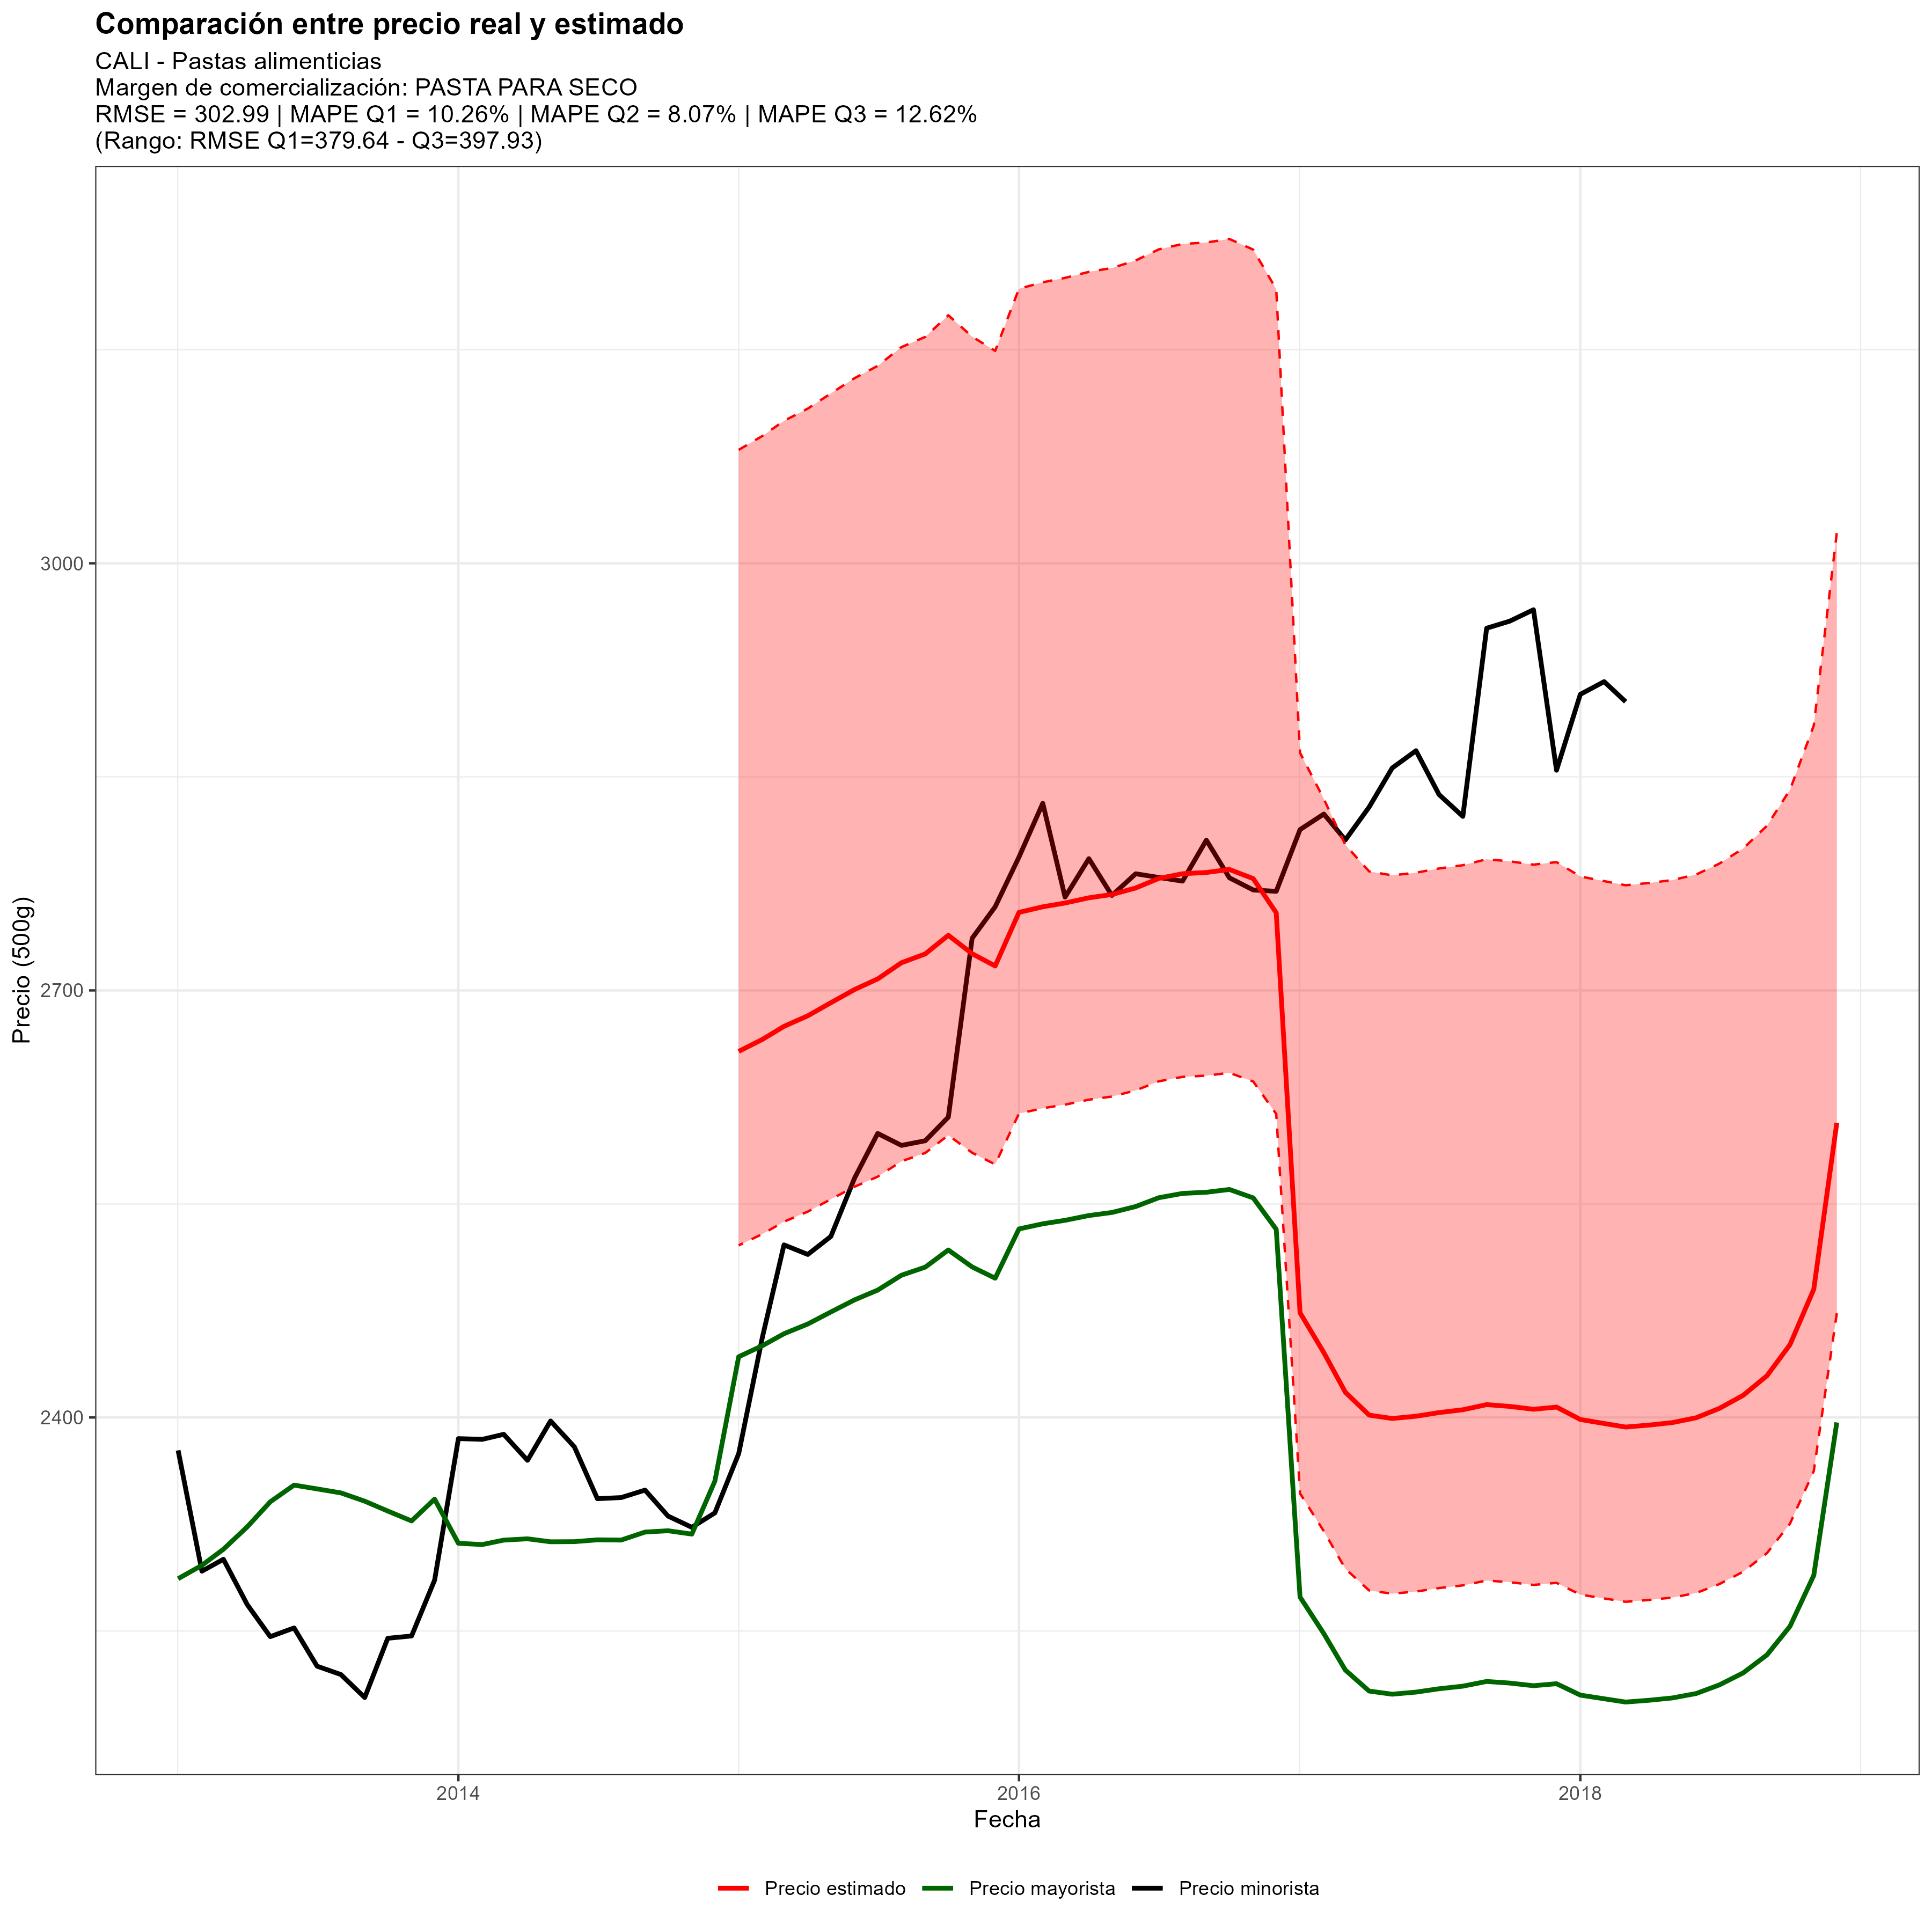 Comparación entre precio real y estimado
CALI - Pastas alimenticias
Margen de comercialización: PASTA PARA SECO
RMSE = 302.99 | MAPE Q1 = 10.26% | MAPE Q2 = 8.07% | MAPE Q3 = 12.62%
(Rango: RMSE Q1=379.64 - Q3=397.93)
Precio (500g)
3000
2700
2400
2014
2016
2018
Fecha
Precio estimado
Precio mayorista
Precio minorista